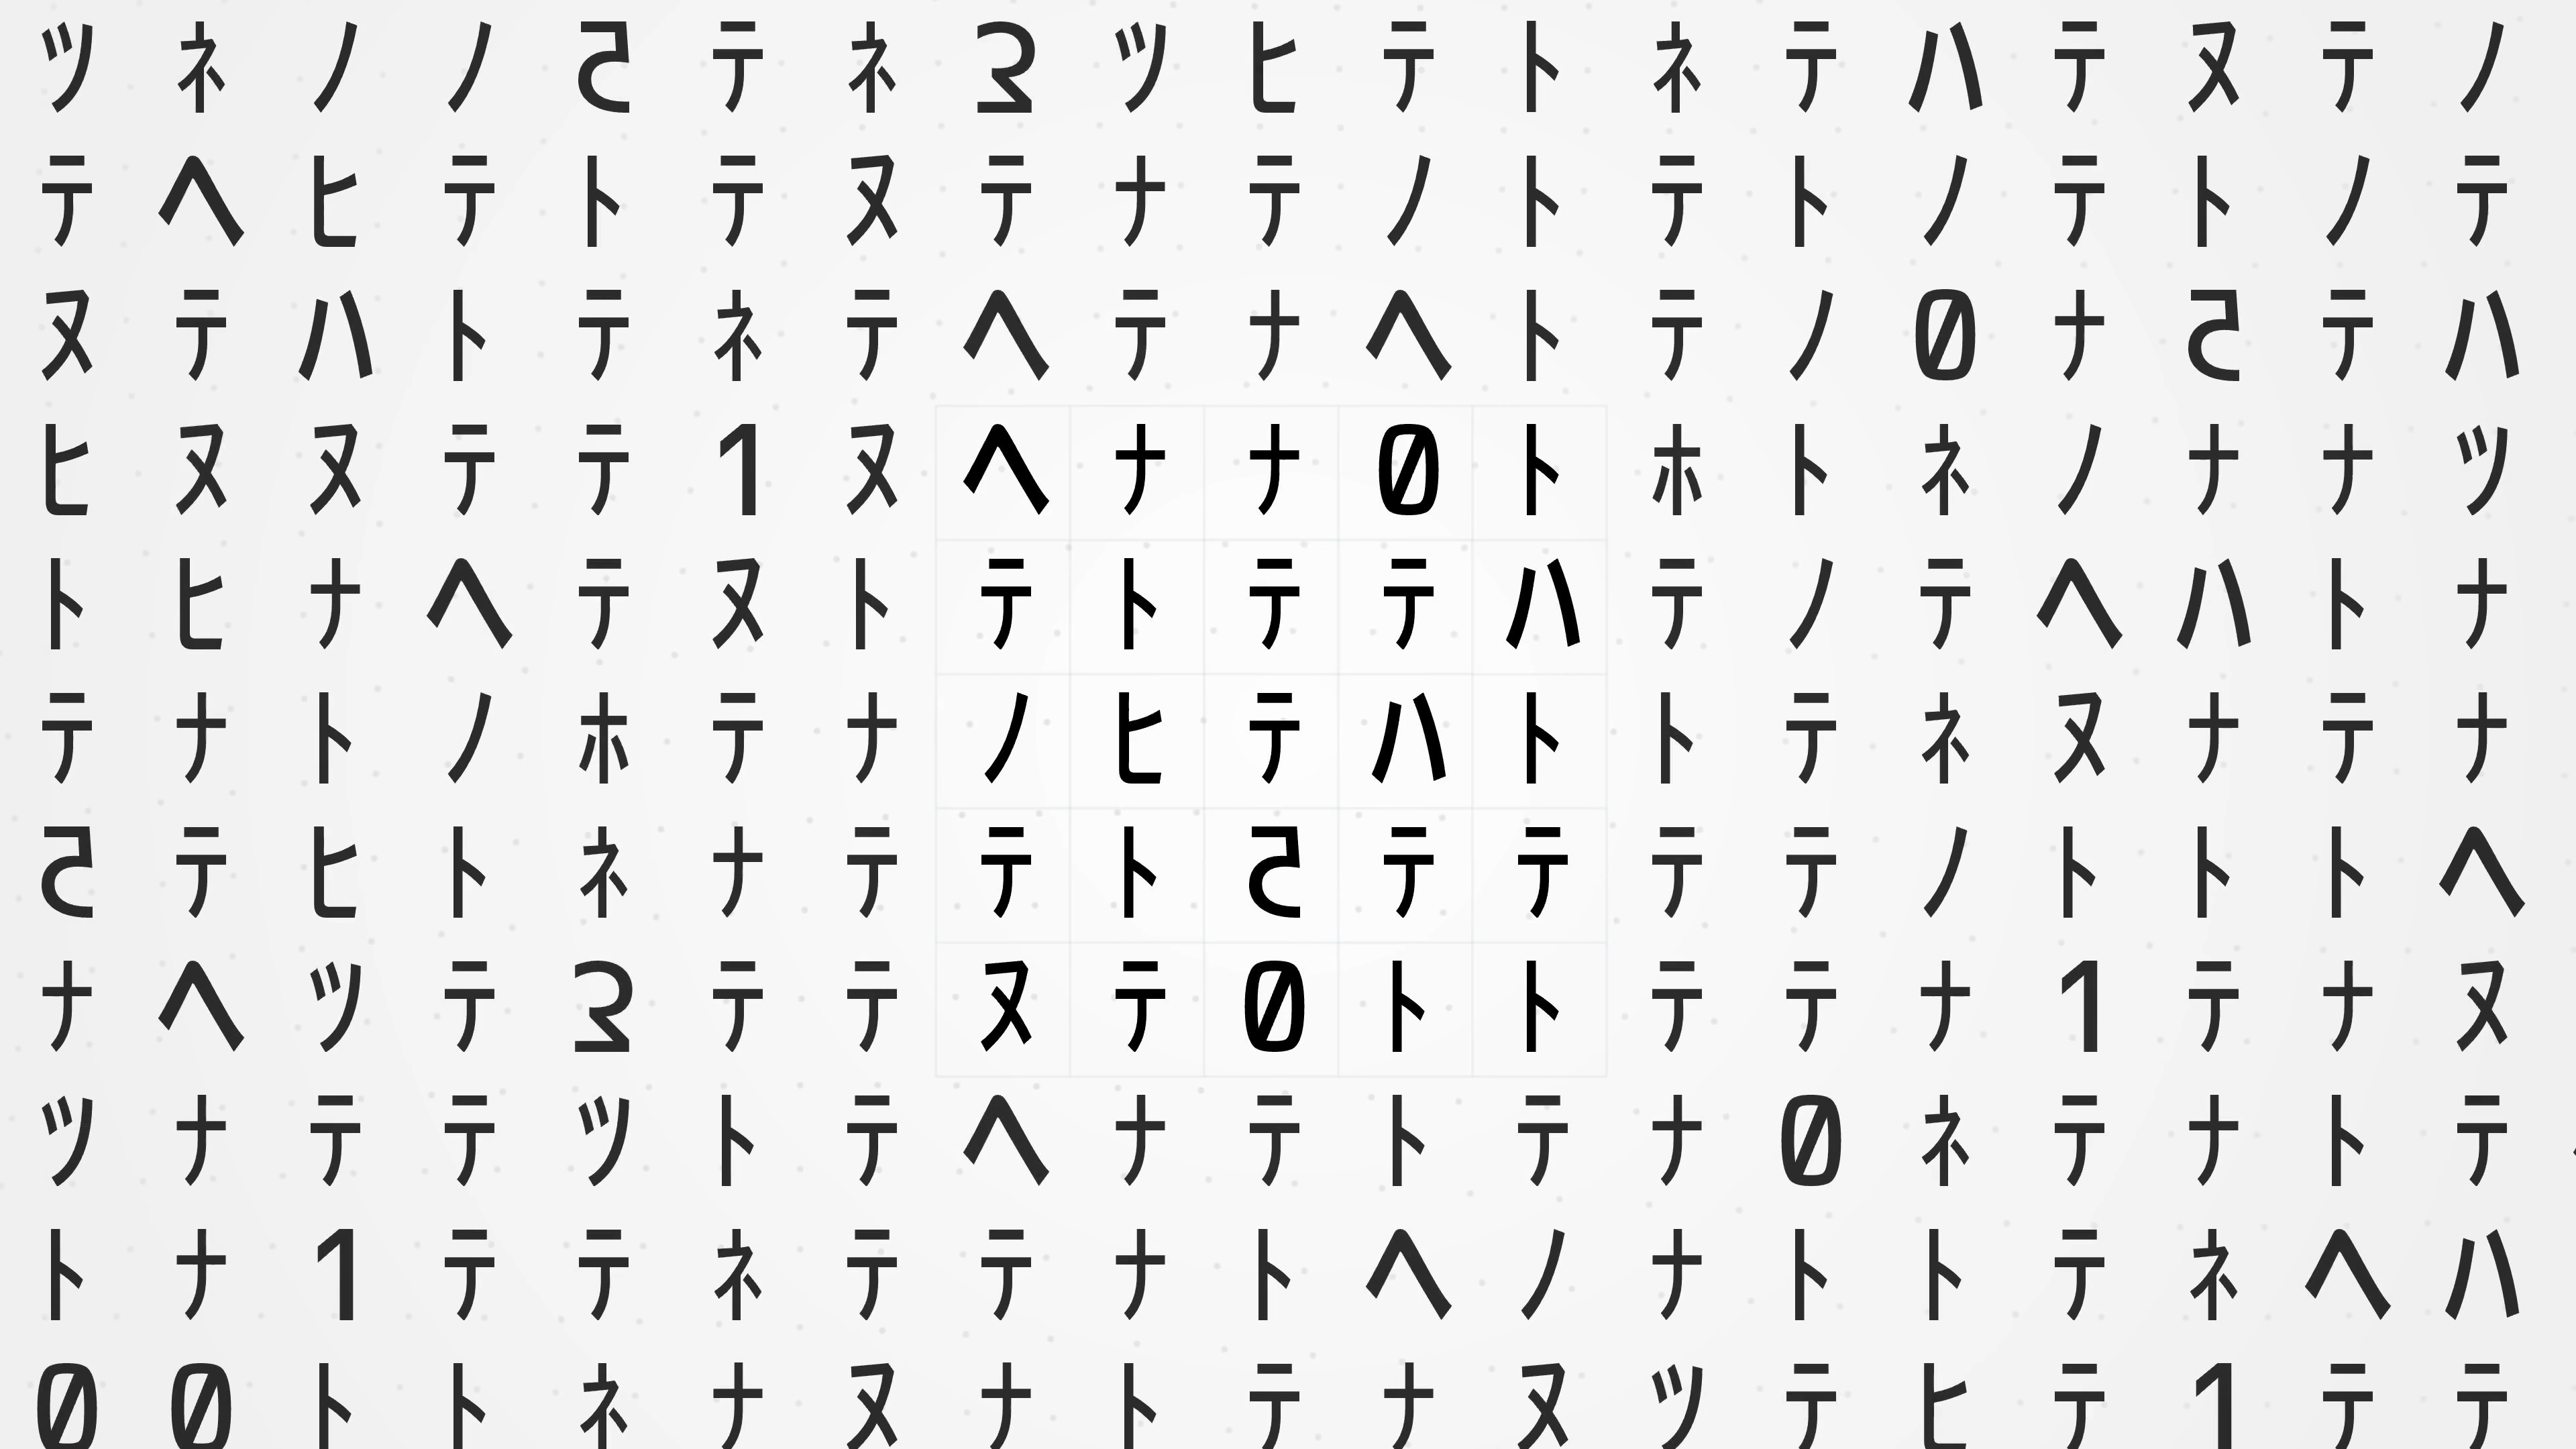 ツネノノ5テネ2ツヒテトネテハテヌテノ
テヘヒテトテヌテナテノトテトノテトノテ
ヌテハトテネテヘテナヘトテノ0ナ5テハ
ヒヌヌテテ1ヌヘナナ0トホトネノナナツ
トヒナヘテヌトテトテテハテノテヘハトナ
テナトノホテナノヒテハトトテネヌナテナ
5テヒトネナテテト5テテテテノトトトヘ
ナヘツテ2テテヌテ0トトテテナ1テナヌ
ツナテテツトテヘナテトテナ0ネテナトテ
トナ1テテネテテナトヘノナトトテネヘハ
00トトネナヌナトテナヌツテヒテ1テテ